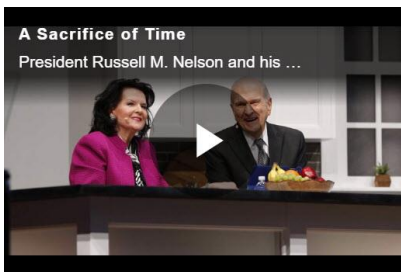 A Sacrifice of Time
President Russell M. Nelson and his …